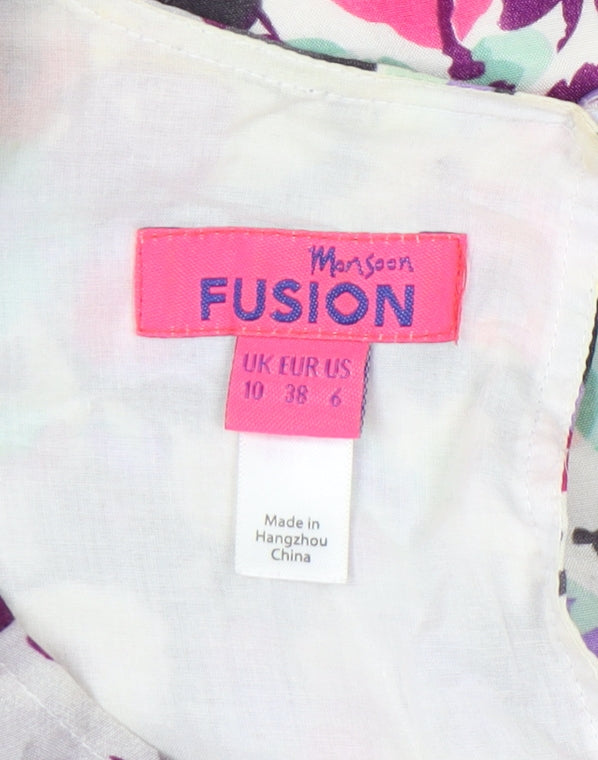 Monsoon
FUSION
UK EUR US
10 38 6
Made in
Hangzhou
China